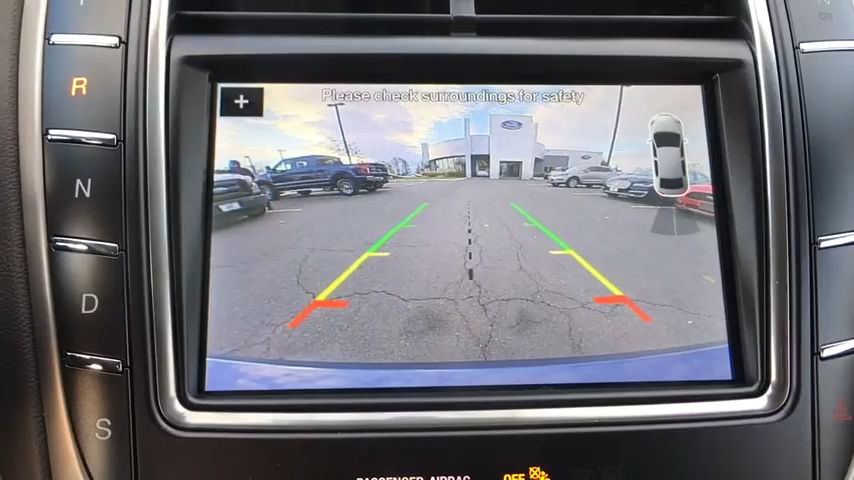 Please check surroundings for safety
+
R
N
D
S
PASSENGER AIRBAG OFF